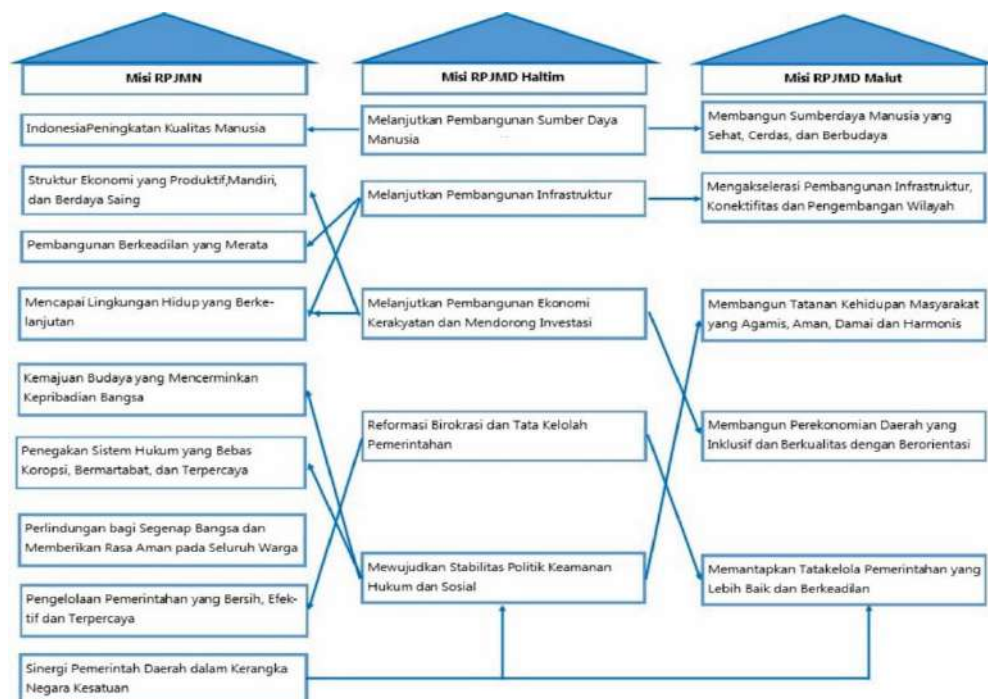 Misi RPJMN
IndonesiaPeningkatan Kualitas Manusia
Struktur Ekonomi yang Produktif,Mandiri,
dan Berdaya Saing
Pembangunan Berkeadilan yang Merata
Mencapai Lingkungan Hidup yang Berke-
lanjutan
Kemajuan Budaya yang Mencerminkan
Kepribadian Bangsa
Penegakan Sistem Hukum yang Bebas
Koropsi, Bermartabat, dan Terpercaya
Perlindungan bagi Segenap Bangsa dan
Memberikan Rasa Aman pada Seluruh Warga
Pengelolaan Pemerintahan yang Bersih, Efek-
tif dan Terpercaya
Sinergi Pemerintah Daerah dalam Kerangka
Negara Kesatuan
Misi RPJMD Haltim
Melanjutkan Pembangunan Sumber Daya
Manusia
Melanjutkan Pembangunan Infrastruktur
Melanjutkan Pembangunan Ekonomi
Kerakyatan dan Mendorong Investasi
Reformasi Birokrasi dan Tata Kelolah
Pemerintahan
Mewujudkan Stabilitas Politik Keamanan
Hukum dan Sosial
Misi RPJMD Malut
Membangun Sumberdaya Manusia yang
Sehat, Cerdas, dan Berbudaya
Mengakselerasi Pembangunan Infrastruktur,
Konektifitas dan Pengembangan Wilayah
Membangun Tatanan Kehidupan Masyarakat
yang Agamis, Aman, Damai dan Harmonis
Membangun Perekonomian Daerah yang
Inklusif dan Berkualitas dengan Berorientasi
Memantapkan Tatakelola Pemerintahan yang
Lebih Baik dan Berkeadilan